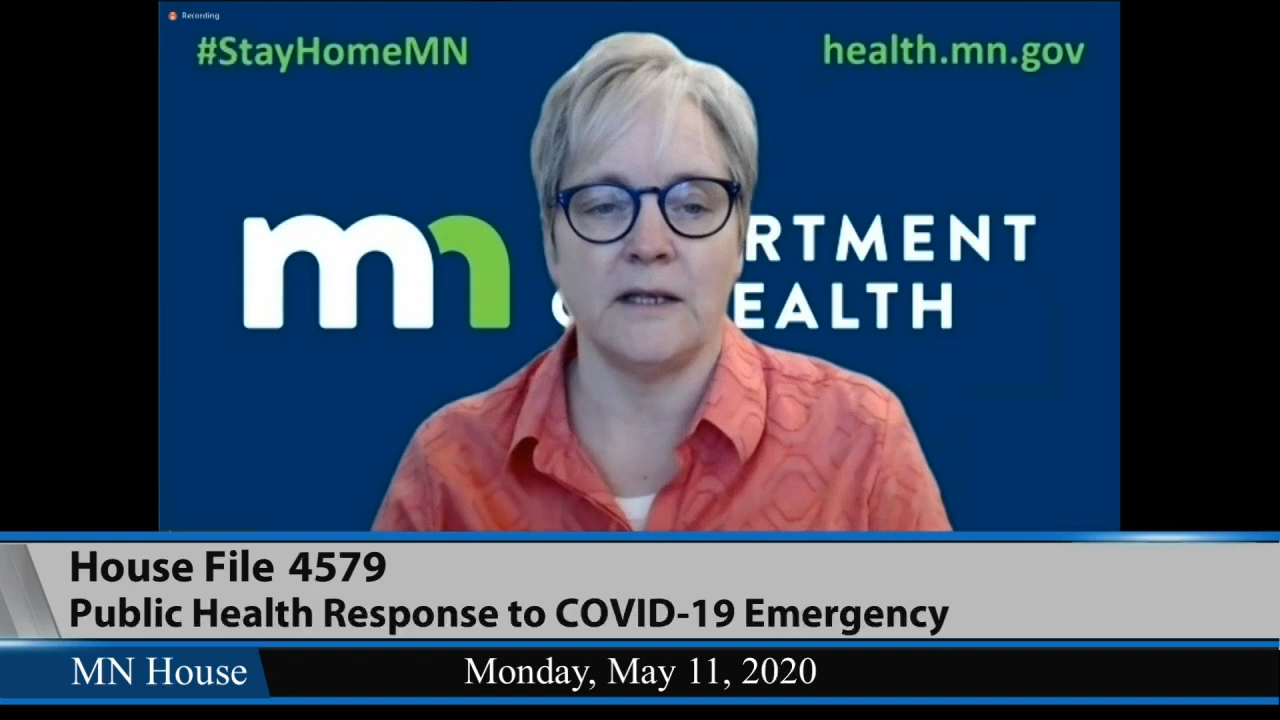 Recording
#StayHomeMN
health.mn.gov
mn
RTMENT
EALTH
House File 4579
Public Health Response to COVID-19 Emergency
MN House
Monday, May 11, 2020